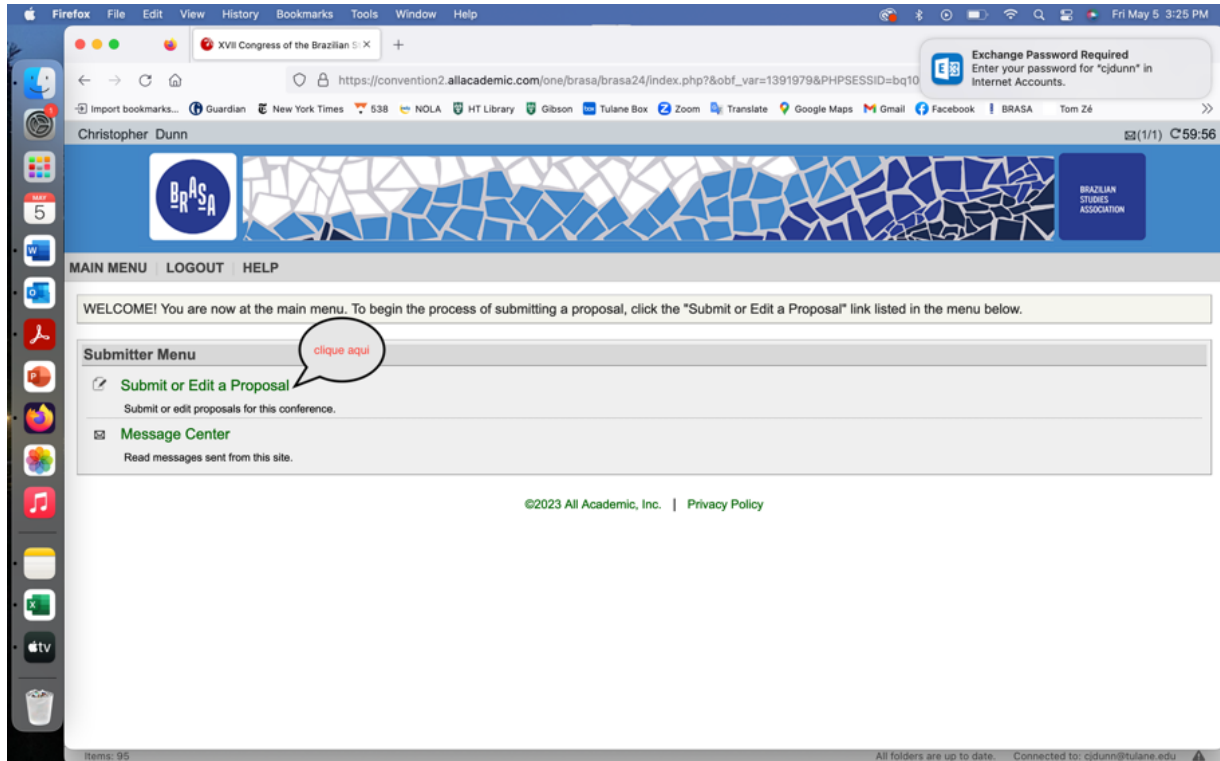 Firefox File Edit View History Bookmarks Tools Window Help Fri May 5 3:25 PM
XVII Congress of the Brazilian S
Exchange Password Required
Enter your password for "cjdunn" in
Internet Accounts.
https://convention2.allacademic.com/one/brasa/brasa24/index.php?&obf_var=1391979&PHPSESSID=bq10
Import bookmarks... Guardian New York Times 538 NOLA HT Library Gibson Tulane Box Zoom Translate Google Maps Gmail Facebook BRASA Tom Zé
Christopher Dunn (1/1) 59:56
BRASA
BRAZILIAN
STUDIES
ASSOCIATION
MAIN MENU | LOGOUT | HELP
WELCOME! You are now at the main menu. To begin the process of submitting a proposal, click the "Submit or Edit a Proposal" link listed in the menu below.
Submitter Menu
clique aqui
Submit or Edit a Proposal
Submit or edit proposals for this conference.
Message Center
Read messages sent from this site.
©2023 All Academic, Inc. | Privacy Policy
MAY
5
tv
Items: 95 All folders are up to date. Connected to: cjdunn@tulane.edu